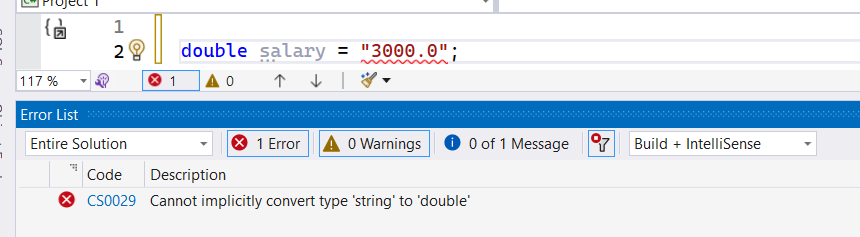 Project 1
1
2 double salary = "3000.0";
117 % 1 0
Error List
Entire Solution 1 Error 0 Warnings 0 of 1 Message Build + IntelliSense
Code Description
CS0029 Cannot implicitly convert type 'string' to 'double'